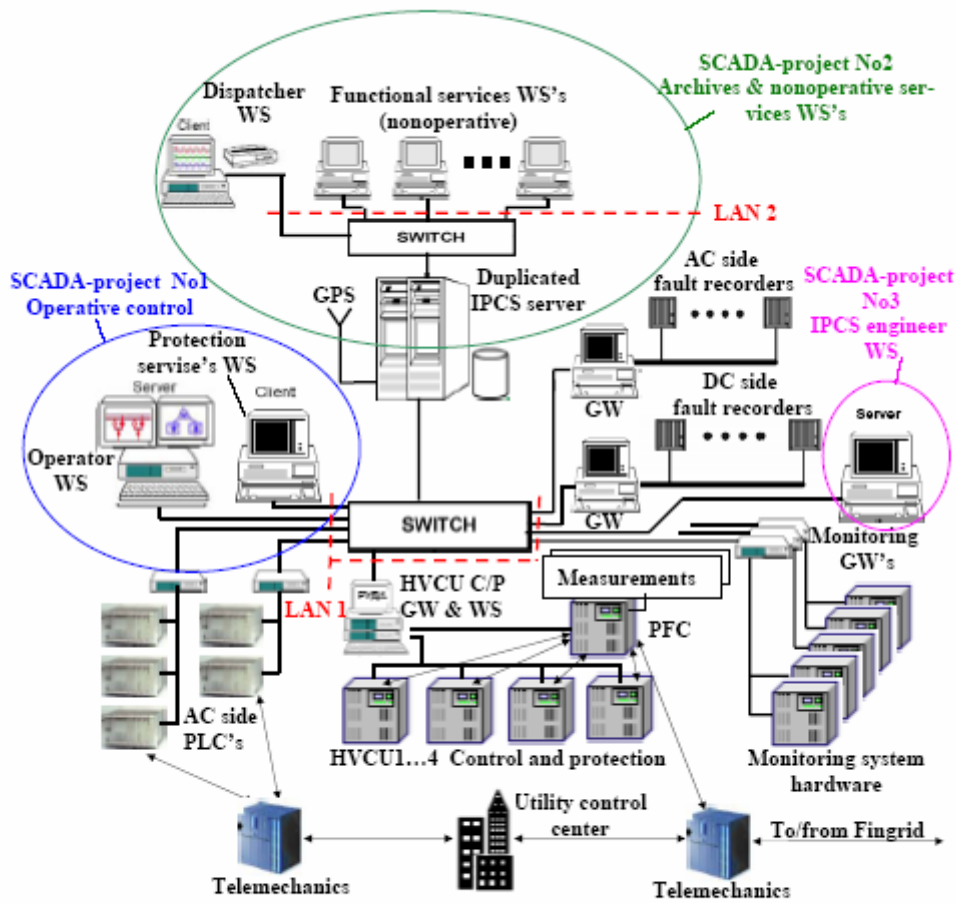 SCADA-project No2
Archives & nonoperative ser-
vices WS's
Dispatcher
WS
Client
Functional services WS's
(nonoperative)
LAN 2
SWITCH
SCADA-project No1
Operative control
GPS
Duplicated
IPCS server
AC side
fault recorders
SCADA-project
No3
IPCS engineer
WS
Protection
servise's WS
Server
Client
GW
DC side
fault recorders
Server
Operator
WS
GW
SWITCH
Monitoring
GW's
LAN 1
HVCU C/P
GW & WS
Measurements
PFC
AC side
PLC's
HVCU1...4 Control and protection
Monitoring system
hardware
Utility control
center
To/from Fingrid
Telemechanics
Telemechanics